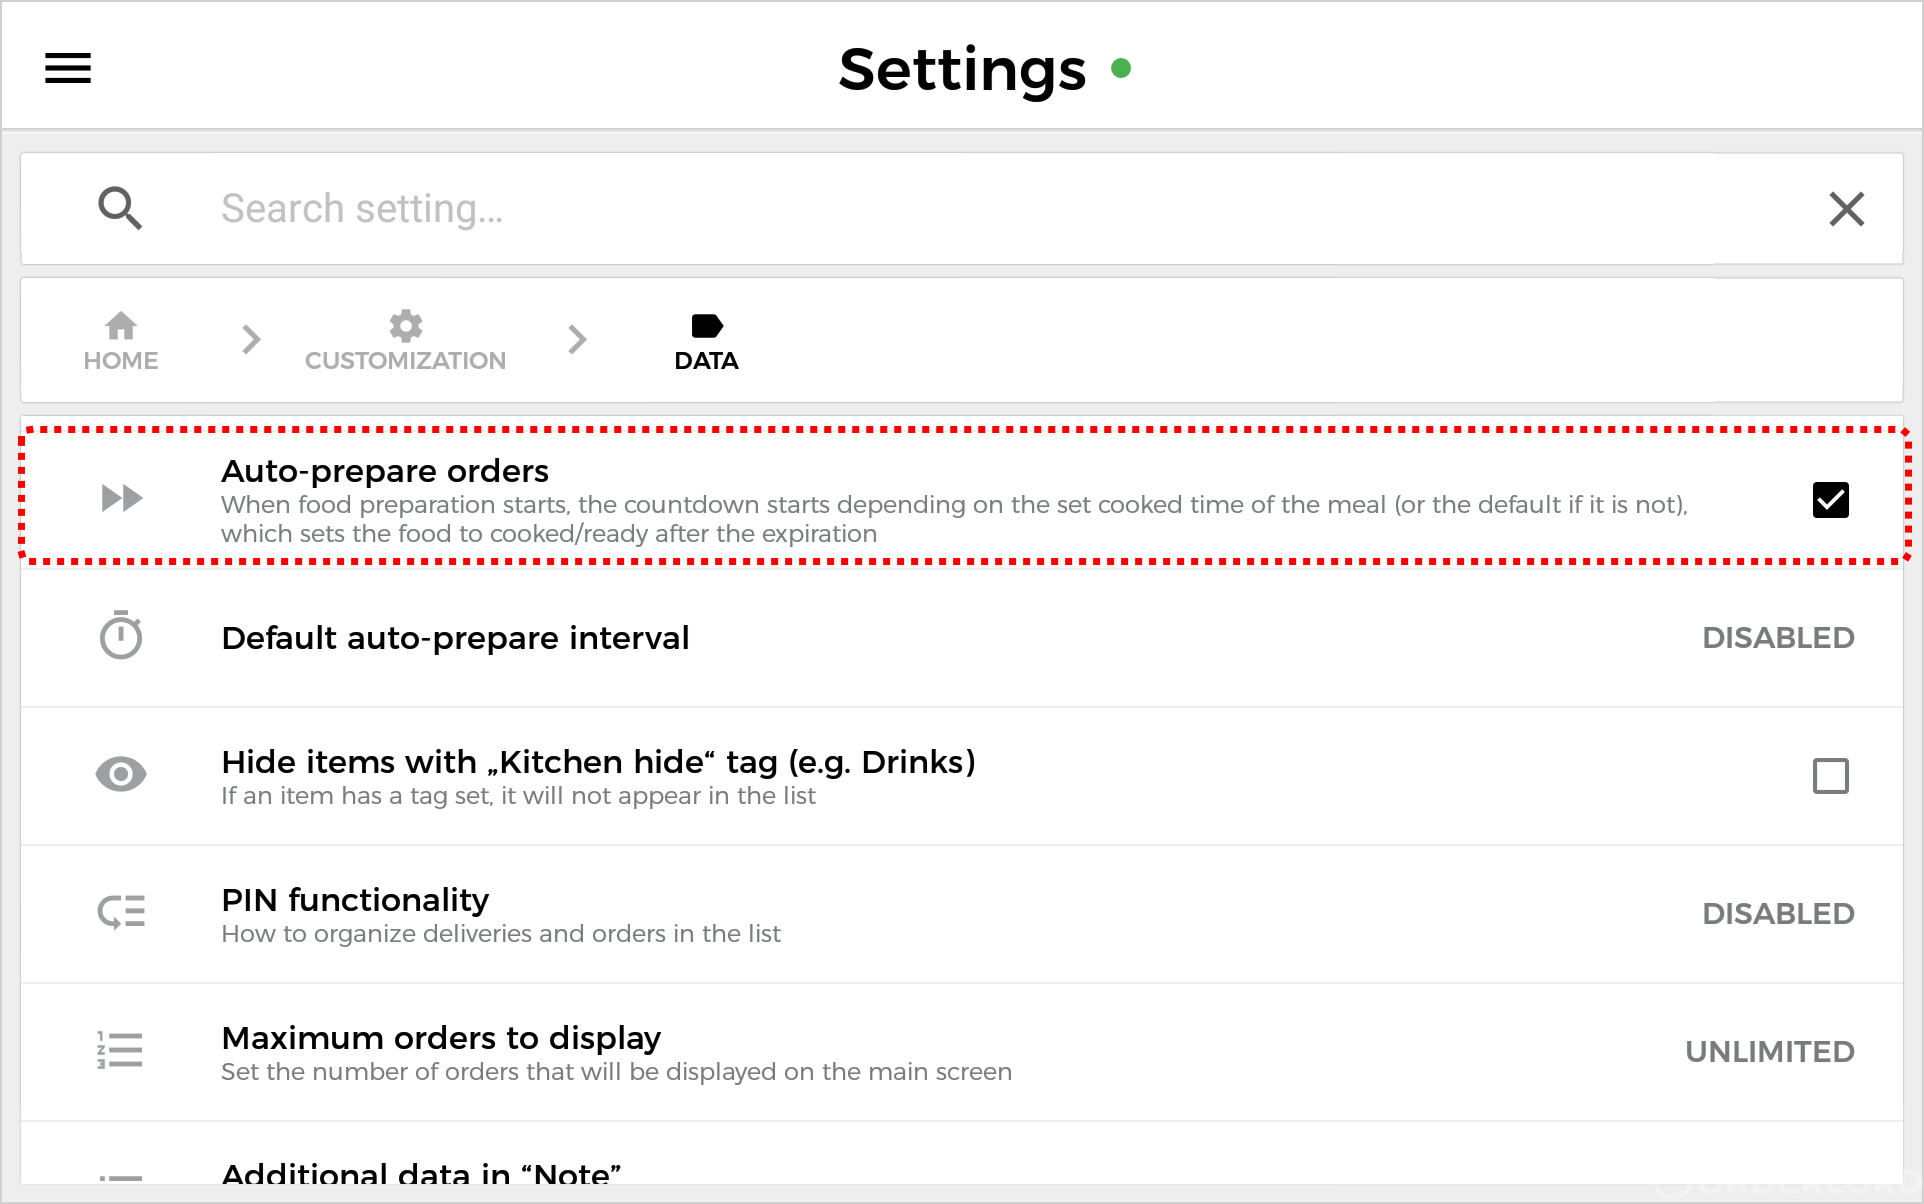 Settings
Search setting...
HOME
CUSTOMIZATION
DATA
Auto-prepare orders
When food preparation starts, the countdown starts depending on the set cooked time of the meal (or the default if it is not),
which sets the food to cooked/ready after the expiration
Default auto-prepare interval
DISABLED
Hide items with „Kitchen hide“ tag (e.g. Drinks)
If an item has a tag set, it will not appear in the list
PIN functionality
How to organize deliveries and orders in the list
DISABLED
Maximum orders to display
Set the number of orders that will be displayed on the main screen
UNLIMITED
Additional data in “Note”